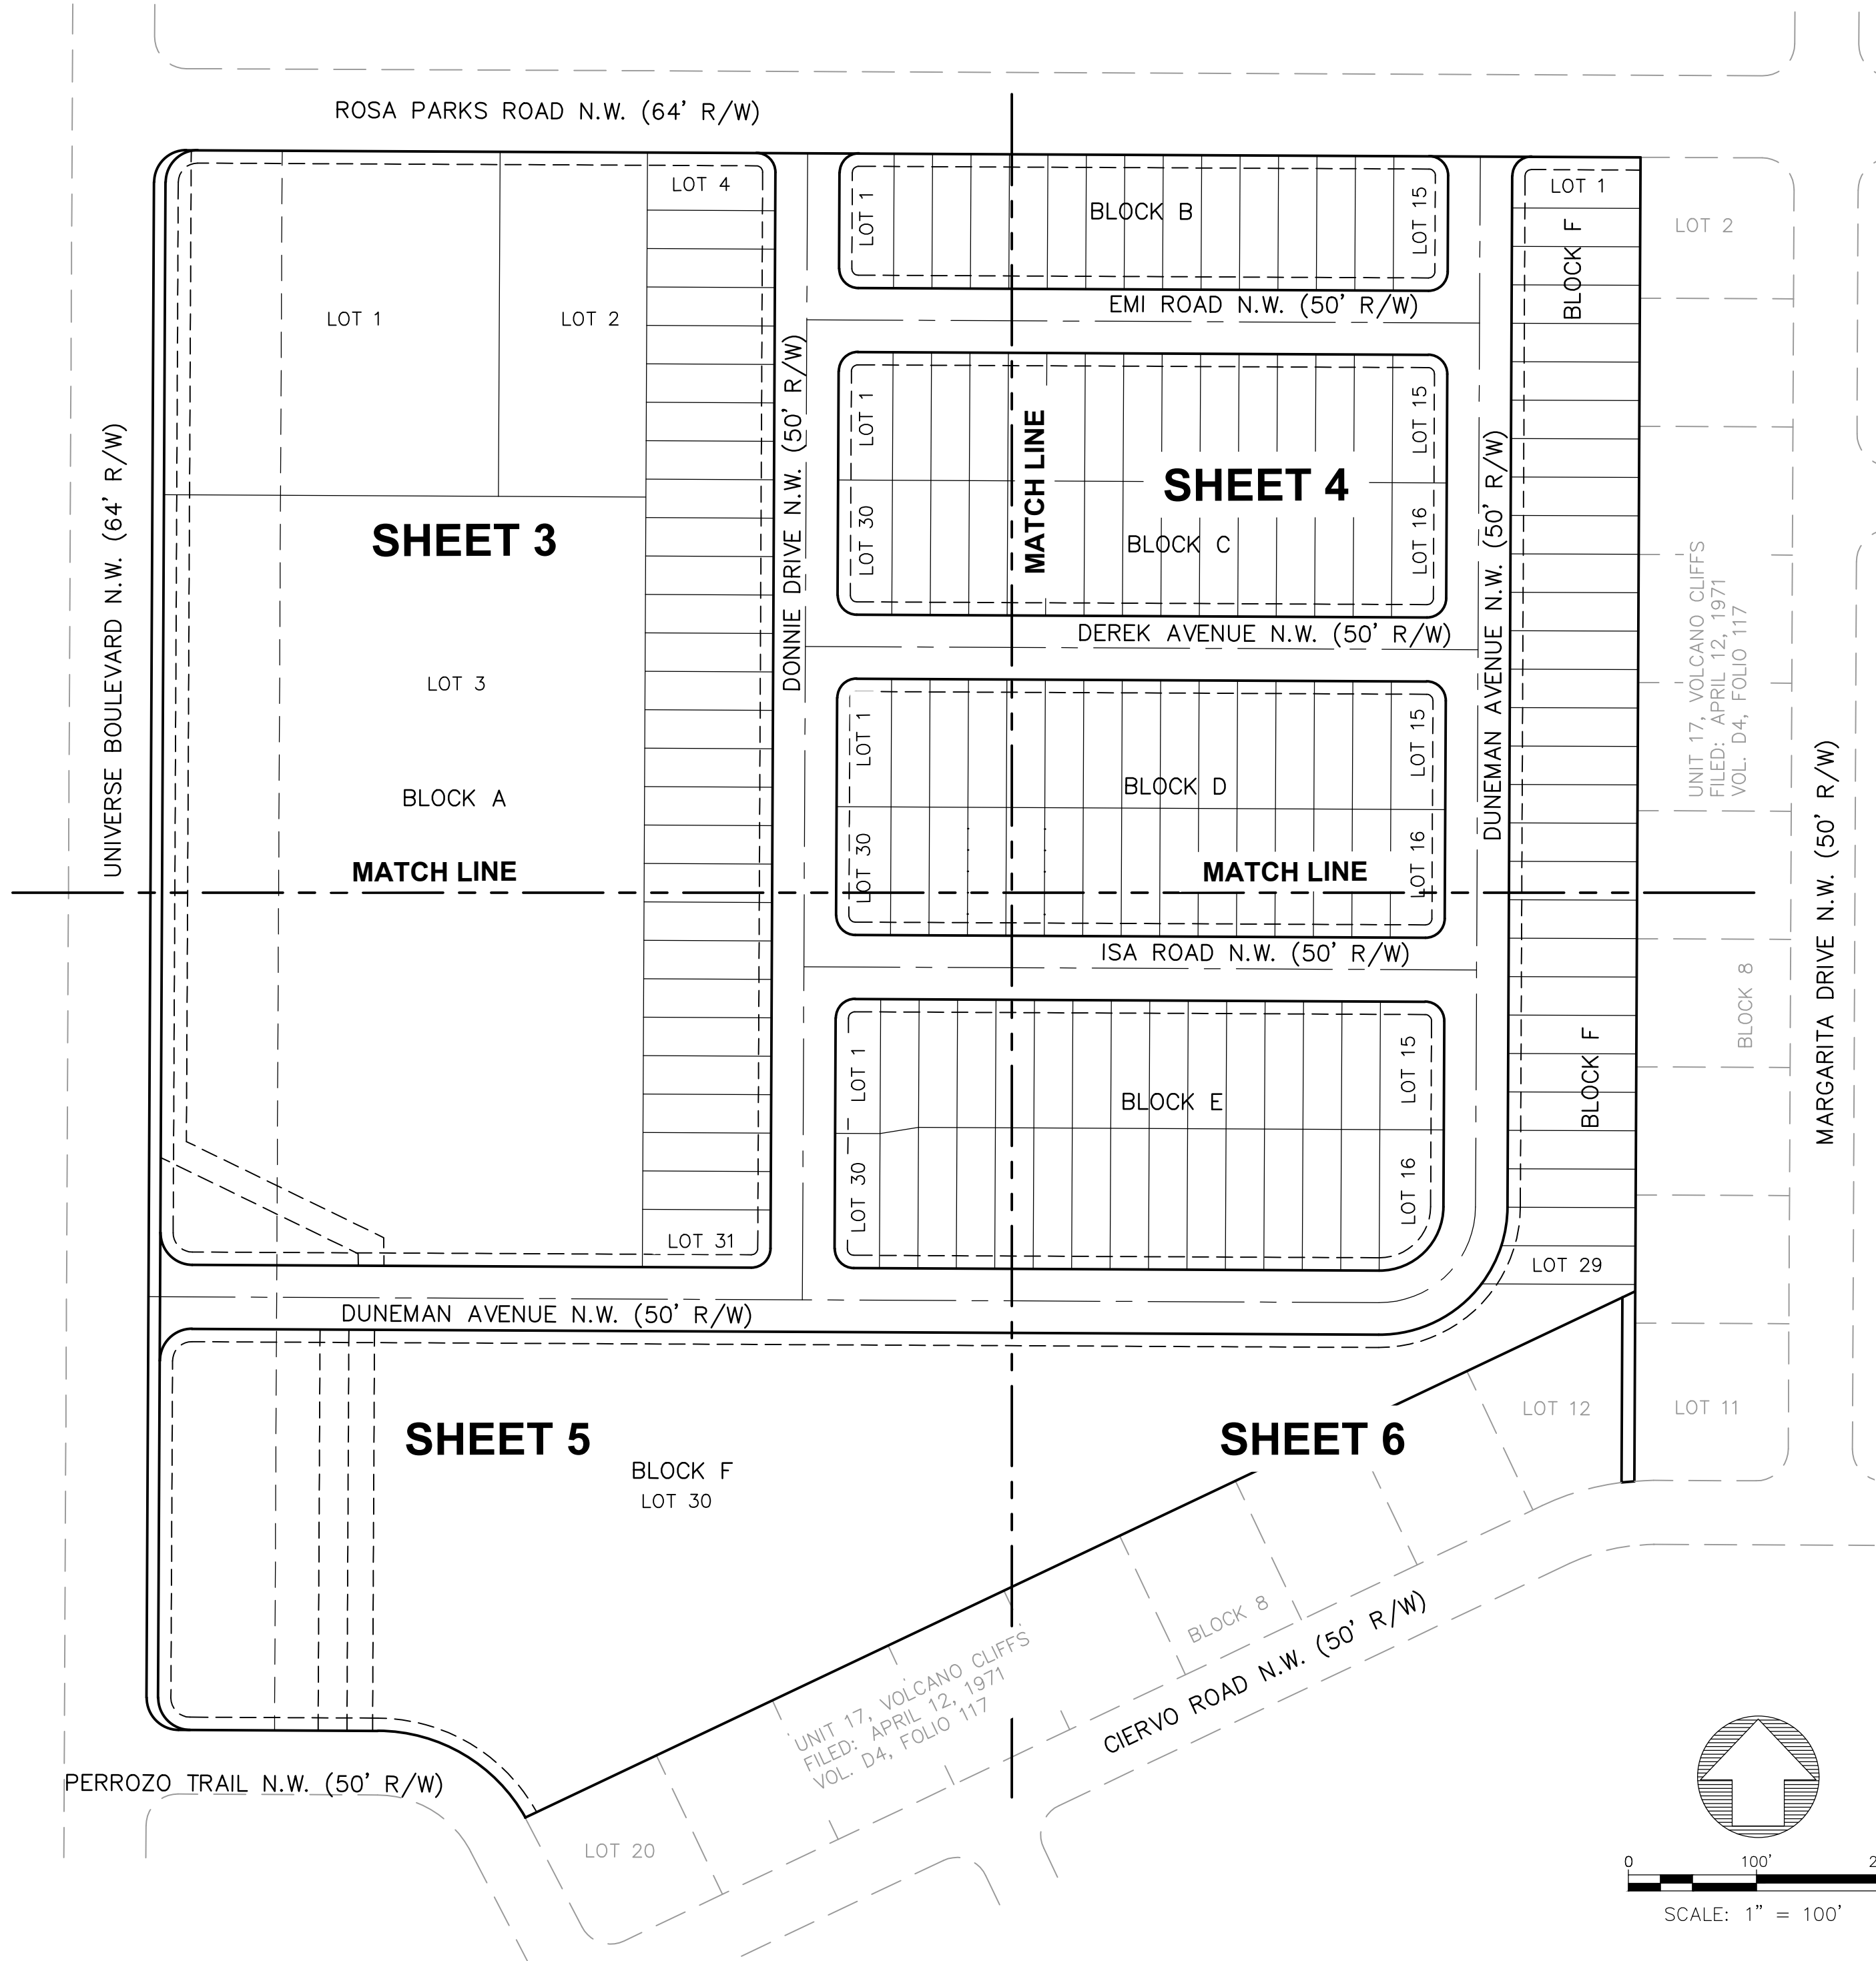 ROSA PARKS ROAD N.W. (64' R/W)
LOT 4
LOT 1
BLOCK B
LOT 15
LOT 1
BLOCK F
LOT 2
EMI ROAD N.W. (50' R/W)
LOT 1
LOT 2
UNIVERSE BOULEVARD N.W. (64' R/W)
DONNIE DRIVE N.W. (50' R/W)
LOT 1
MATCH LINE
LOT 15
SHEET 4
SHEET 3
LOT 30
BLOCK C
LOT 16
DUNEMAN AVENUE N.W. (50' R/W)
UNIT 17, VOLCANO CLIFFS
FILED: APRIL 12, 1971
VOL. D4, FOLIO 117
DEREK AVENUE N.W. (50' R/W)
LOT 3
LOT 1
LOT 15
BLOCK D
BLOCK A
LOT 30
LOT 16
MATCH LINE
MATCH LINE
MARGARITA DRIVE N.W. (50' R/W)
ISA ROAD N.W. (50' R/W)
BLOCK 8
LOT 1
LOT 15
BLOCK E
BLOCK F
LOT 30
LOT 16
LOT 31
LOT 29
DUNEMAN AVENUE N.W. (50' R/W)
SHEET 5
SHEET 6
LOT 12
LOT 11
BLOCK F
LOT 30
BLOCK 8
UNIT 17, VOLCANO CLIFFS
FILED: APRIL 12, 1971
VOL. D4, FOLIO 117
CIERVO ROAD N.W. (50' R/W)
PERROZO TRAIL N.W. (50' R/W)
LOT 20
0 100' 2
SCALE: 1" = 100'